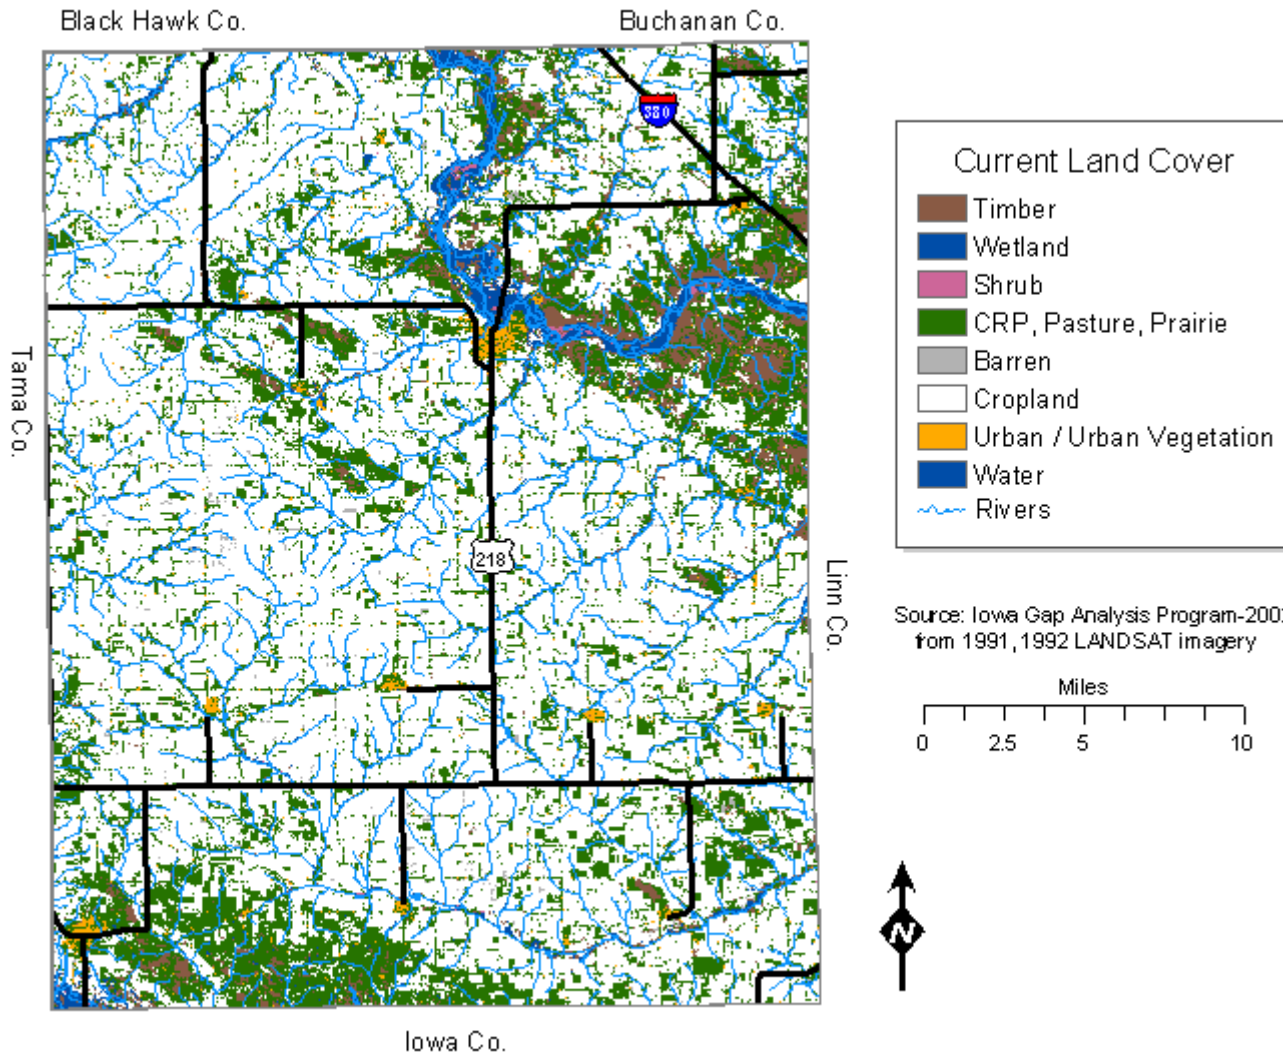 Black Hawk Co.
Buchanan Co.
380
Tama Co.
218
Linn Co.
Iowa Co.
Current Land Cover
Timber
Wetland
Shrub
CRP, Pasture, Prairie
Barren
Cropland
Urban / Urban Vegetation
Water
Rivers
Source: Iowa Gap Analysis
from 1991, 1992 LANDSAT imagery
Miles
0 2.5 5 10
N